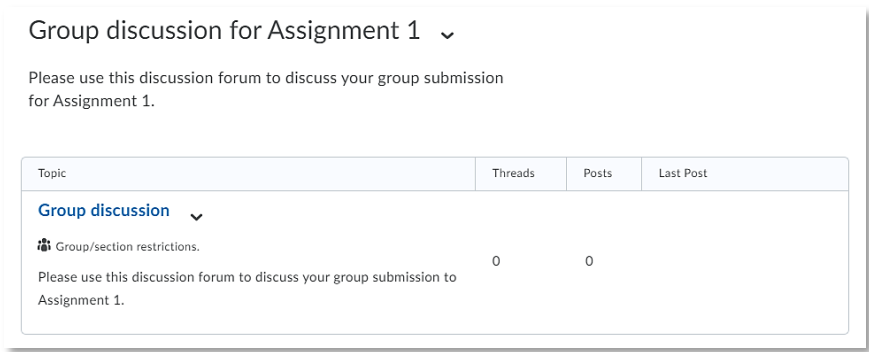 Group discussion for Assignment 1
Please use this discussion forum to discuss your group submission
for Assignment 1.
Topic Threads Posts Last Post
Group discussion
Group/section restrictions.
0 0
Please use this discussion forum to discuss your group submission to
Assignment 1.